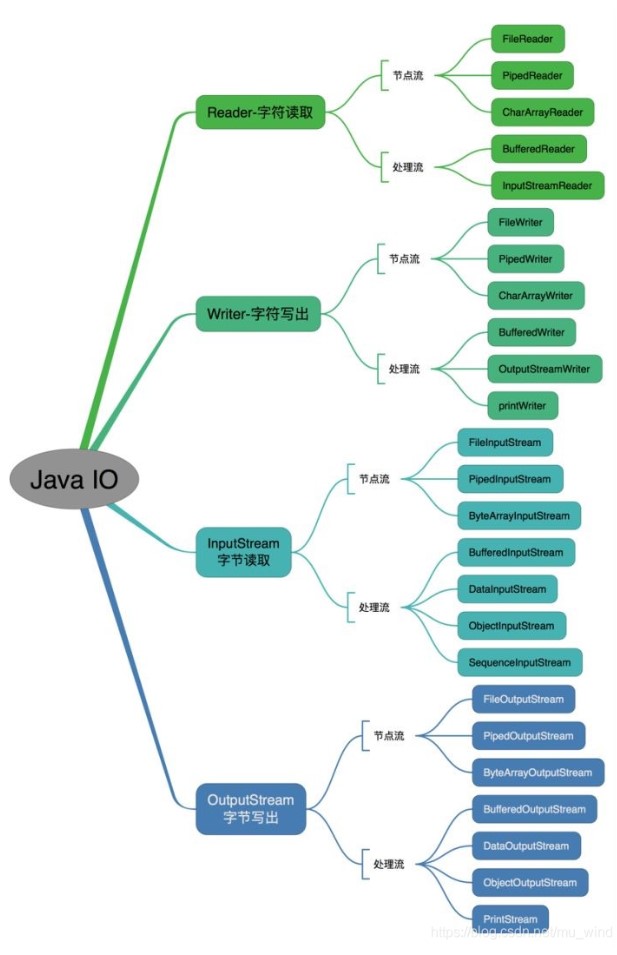 Java IO
Reader-字符读取
节点流
FileReader
PipedReader
CharArrayReader
处理流
BufferedReader
InputStreamReader
Writer-字符写出
节点流
FileWriter
PipedWriter
CharArrayWriter
处理流
BufferedWriter
OutputStreamWriter
printWriter
InputStream
字节读取
节点流
FileInputStream
PipedInputStream
ByteArrayInputStream
处理流
BufferedInputStream
DataInputStream
ObjectInputStream
SequenceInputStream
OutputStream
字节写出
节点流
FileOutputStream
PipedOutputStream
ByteArrayOutputStream
处理流
BufferedOutputStream
DataOutputStream
ObjectOutputStream
PrintStream
https://blog.csdn.net/mu_wind